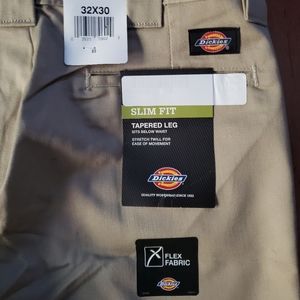 32X30
Dickies
SLIM FIT
TAPERED LEG
SITS BELOW WAIST
STRETCH TWILL FOR
EASE OF MOVEMENT
Dickies
QUALITY WORKWEAR SINCE 1922
FLEX
FABRIC
Dickies